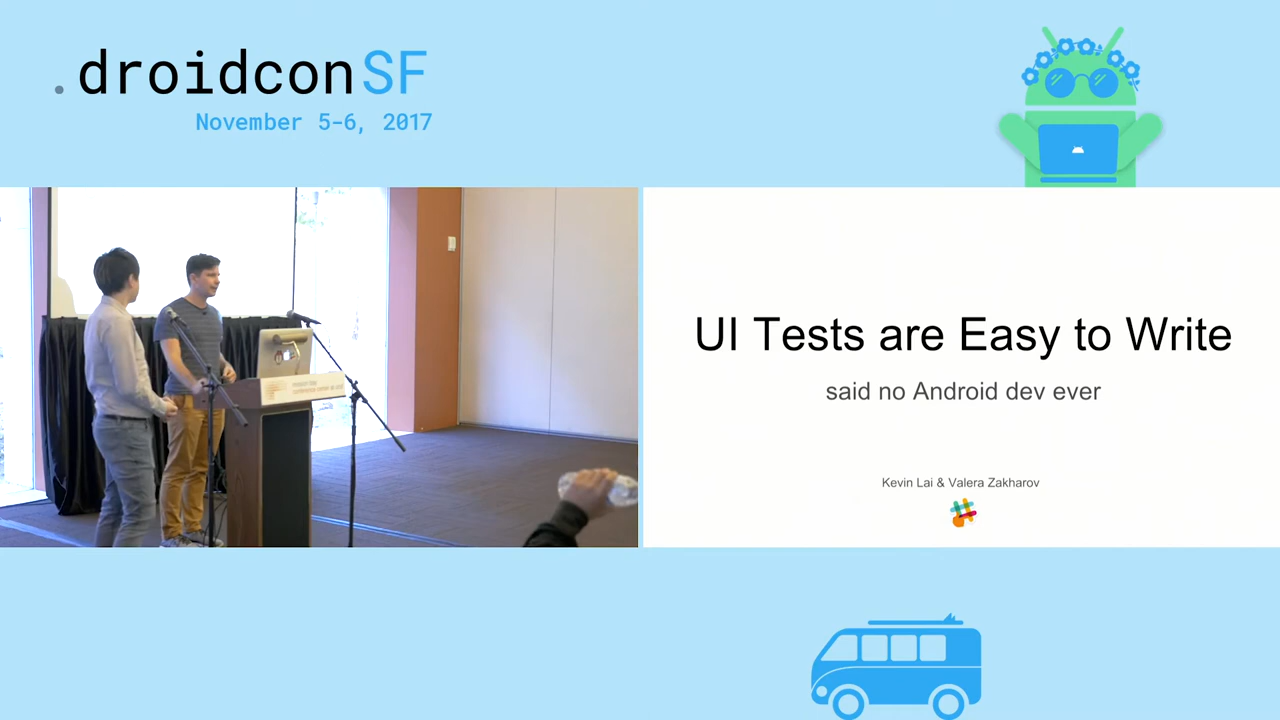 .droidconSF
November 5-6, 2017
UI Tests are Easy to Write
said no Android dev ever
Kevin Lai & Valera Zakharov